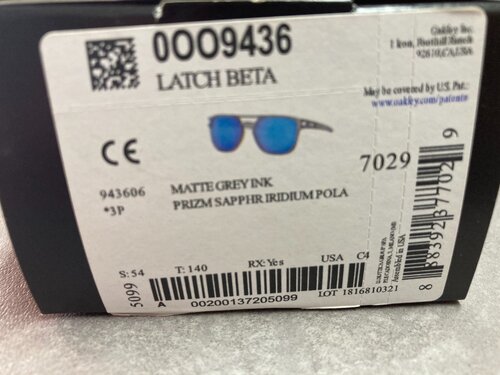 0OO9436
LATCH BETA
Oakley Inc.
1 Icon, Foothill Ranch
92610,CA,USA
May be covered by U.S. Pat.:
www.oakley.com/patents
CE
7029
943606
*3P
MATTE GREY INK
PRIZM SAPPHR IRIDIUM POLA
S: 54
T: 140
RX: Yes
USA
C4
5099
A
00200137205099
LOT 1816810321
Assembled in USA
8 88392 37702 9